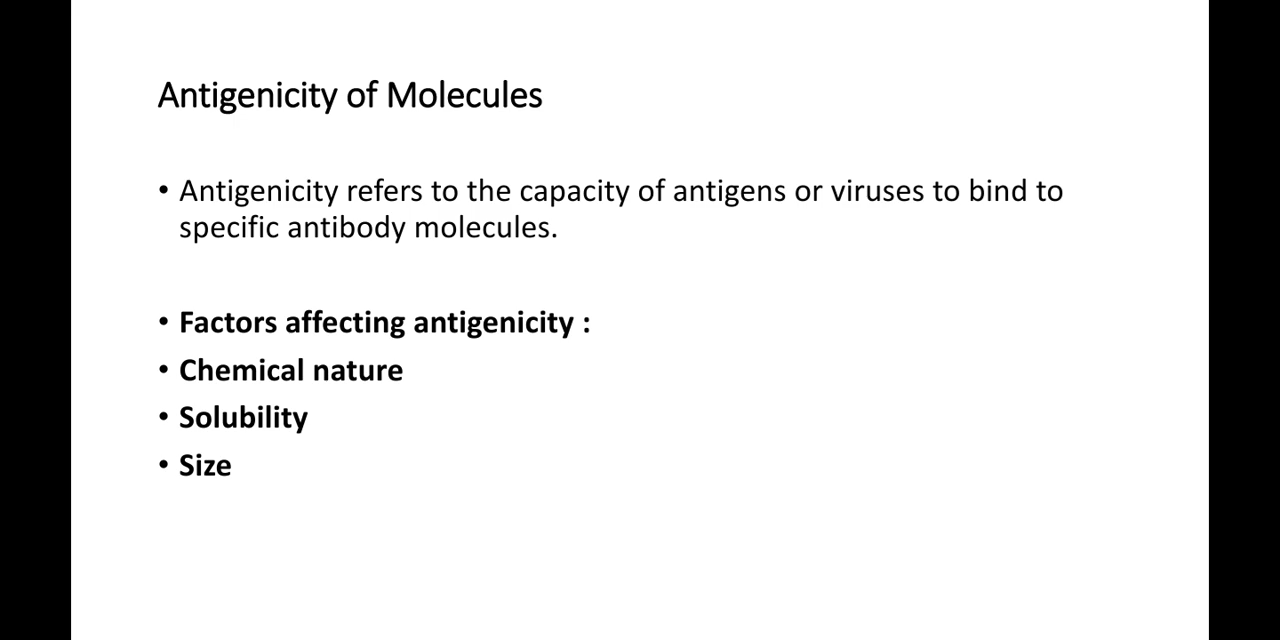 Antigenicity of Molecules
• Antigenicity refers to the capacity of antigens or viruses to bind to
specific antibody molecules.
• Factors affecting antigenicity :
• Chemical nature
• Solubility
• Size